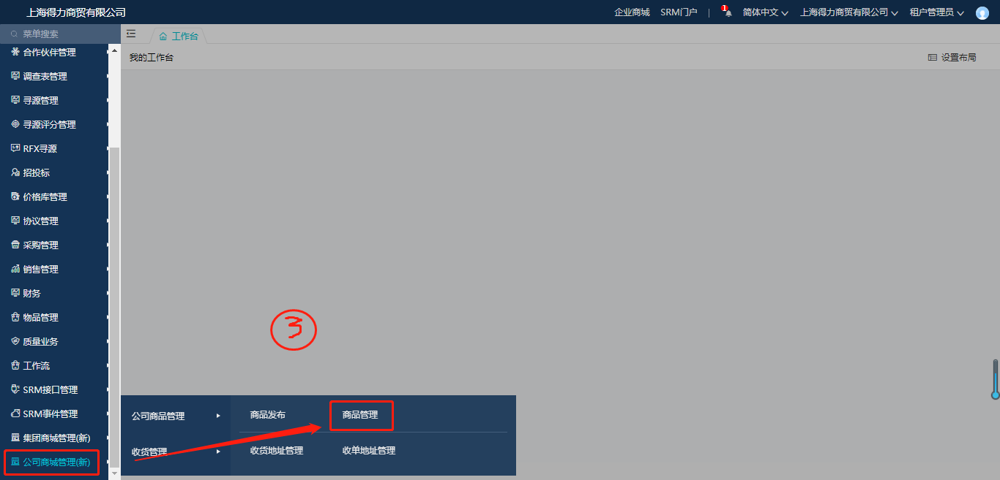 上海得力商贸有限公司
企业商城 SRM门户 | 1 简体中文 上海得力商贸有限公司 租户管理员
菜单搜索
工作台
我的工作台
设置布局
合作伙伴管理
调查表管理
寻源管理
寻源评分管理
RFX寻源
招投标
价格库管理
协议管理
采购管理
销售管理
财务
物品管理
质量业务
工作流
SRM接口管理
SRM事件管理
集团商城管理(新)
公司商城管理(新)
3
公司商品管理
商品发布
商品管理
收货管理
收货地址管理
收单地址管理